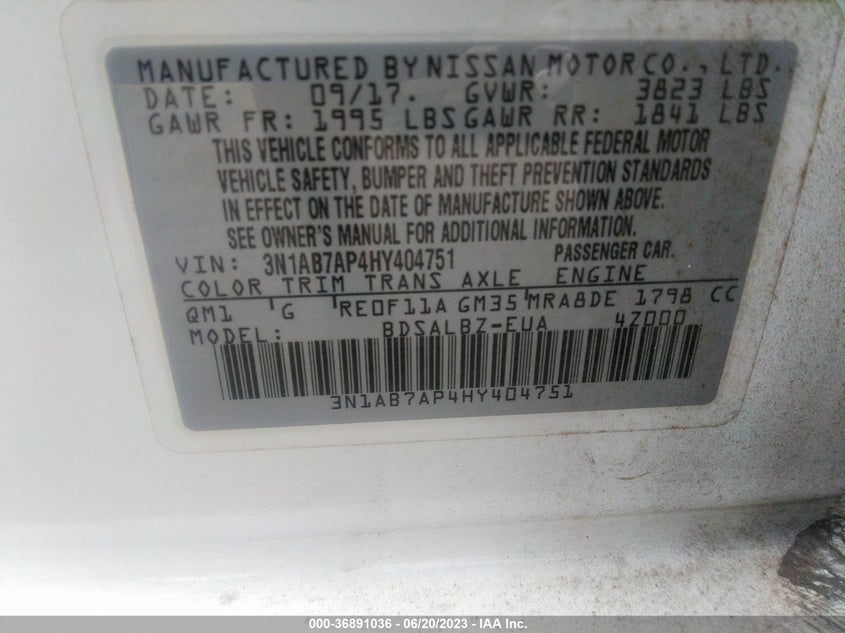 MANUFACTURED BY NISSAN MOTOR CO., LTD.
DATE: 09/17. GVWR: 3823 LBS
GAWR FR: 1995 LBS GAWR RR: 1841 LBS
THIS VEHICLE CONFORMS TO ALL APPLICABLE FEDERAL MOTOR
VEHICLE SAFETY, BUMPER AND THEFT PREVENTION STANDARDS
IN EFFECT ON THE DATE OF MANUFACTURE SHOWN ABOVE.
SEE OWNER'S MANUAL FOR ADDITIONAL INFORMATION.
VIN: 3N1AB7AP4HY404751 PASSENGER CAR.
COLOR TRIM TRANS AXLE ENGINE
QM1 G RE0F11A GM35 MRA8DE 1798 CC
MODEL: BDSALBZ-EUA 4Z000
3N1AB7AP4HY404751
000-36891036 - 06/20/2023 - IAA Inc.